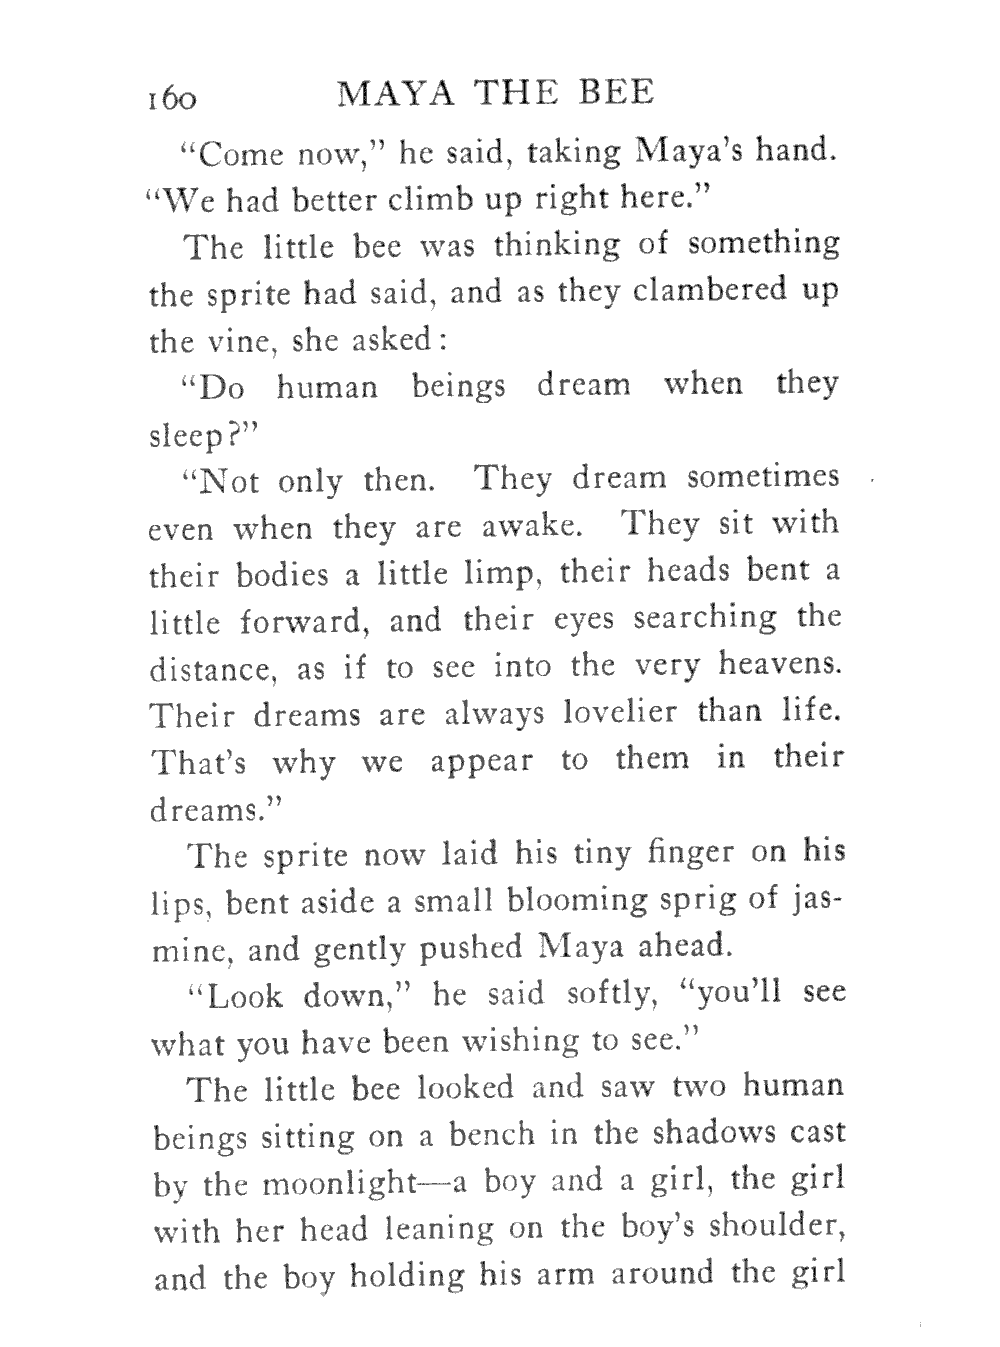 160 MAYA THE BEE
“Come now,” he said, taking Maya’s hand.
“We had better climb up right here.”
The little bee was thinking of something
the sprite had said, and as they clambered up
the vine, she asked:
“Do human beings dream when they
sleep?”
“Not only then. They dream sometimes
even when they are awake. They sit with
their bodies a little limp, their heads bent a
little forward, and their eyes searching the
distance, as if to see into the very heavens.
Their dreams are always lovelier than life.
That’s why we appear to them in their
dreams.”
The sprite now laid his tiny finger on his
lips, bent aside a small blooming sprig of jas-
mine, and gently pushed Maya ahead.
“Look down,” he said softly, “you’ll see
what you have been wishing to see.”
The little bee looked and saw two human
beings sitting on a bench in the shadows cast
by the moonlight—a boy and a girl, the girl
with her head leaning on the boy’s shoulder,
and the boy holding his arm around the girl